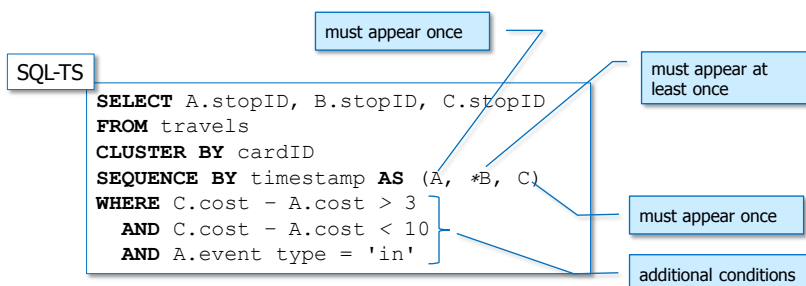 must appear once
SQL-TS
must appear at
least once
SELECT A.stopID, B.stopID, C.stopID
FROM travels
CLUSTER BY cardID
SEQUENCE BY timestamp AS (A, *B, C)
WHERE C.cost – A.cost > 3
AND C.cost – A.cost < 10
AND A.event type = 'in'
must appear once
additional conditions